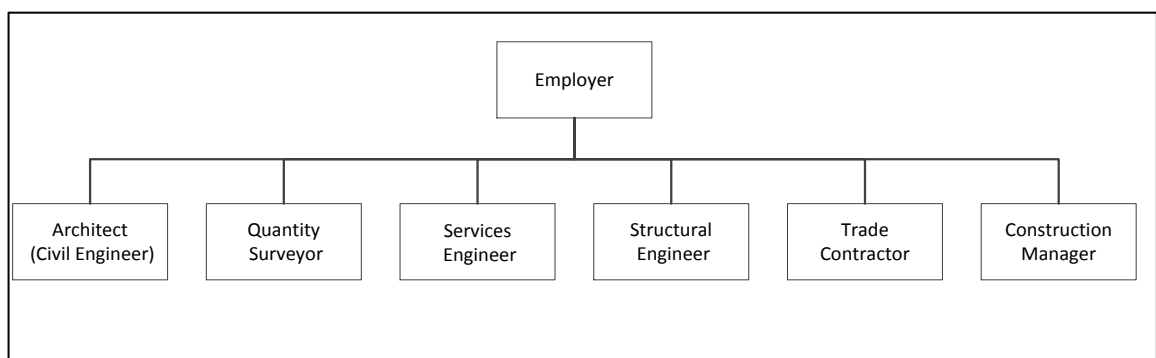 Employer
Architect
(Civil Engineer)
Quantity
Surveyor
Services
Engineer
Structural
Engineer
Trade
Contractor
Construction
Manager